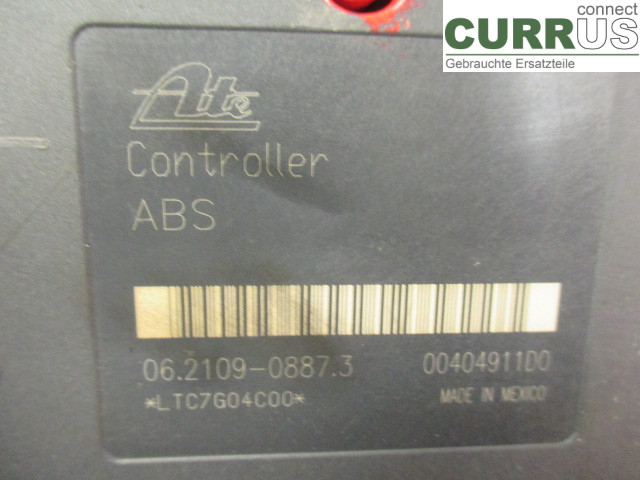 connect
CURRUS
Gebrauchte Ersatzteile
Ate
Controller
ABS
06.2109-0887.3 00404911D0
*LTC7G04C00*
MADE IN MEXICO